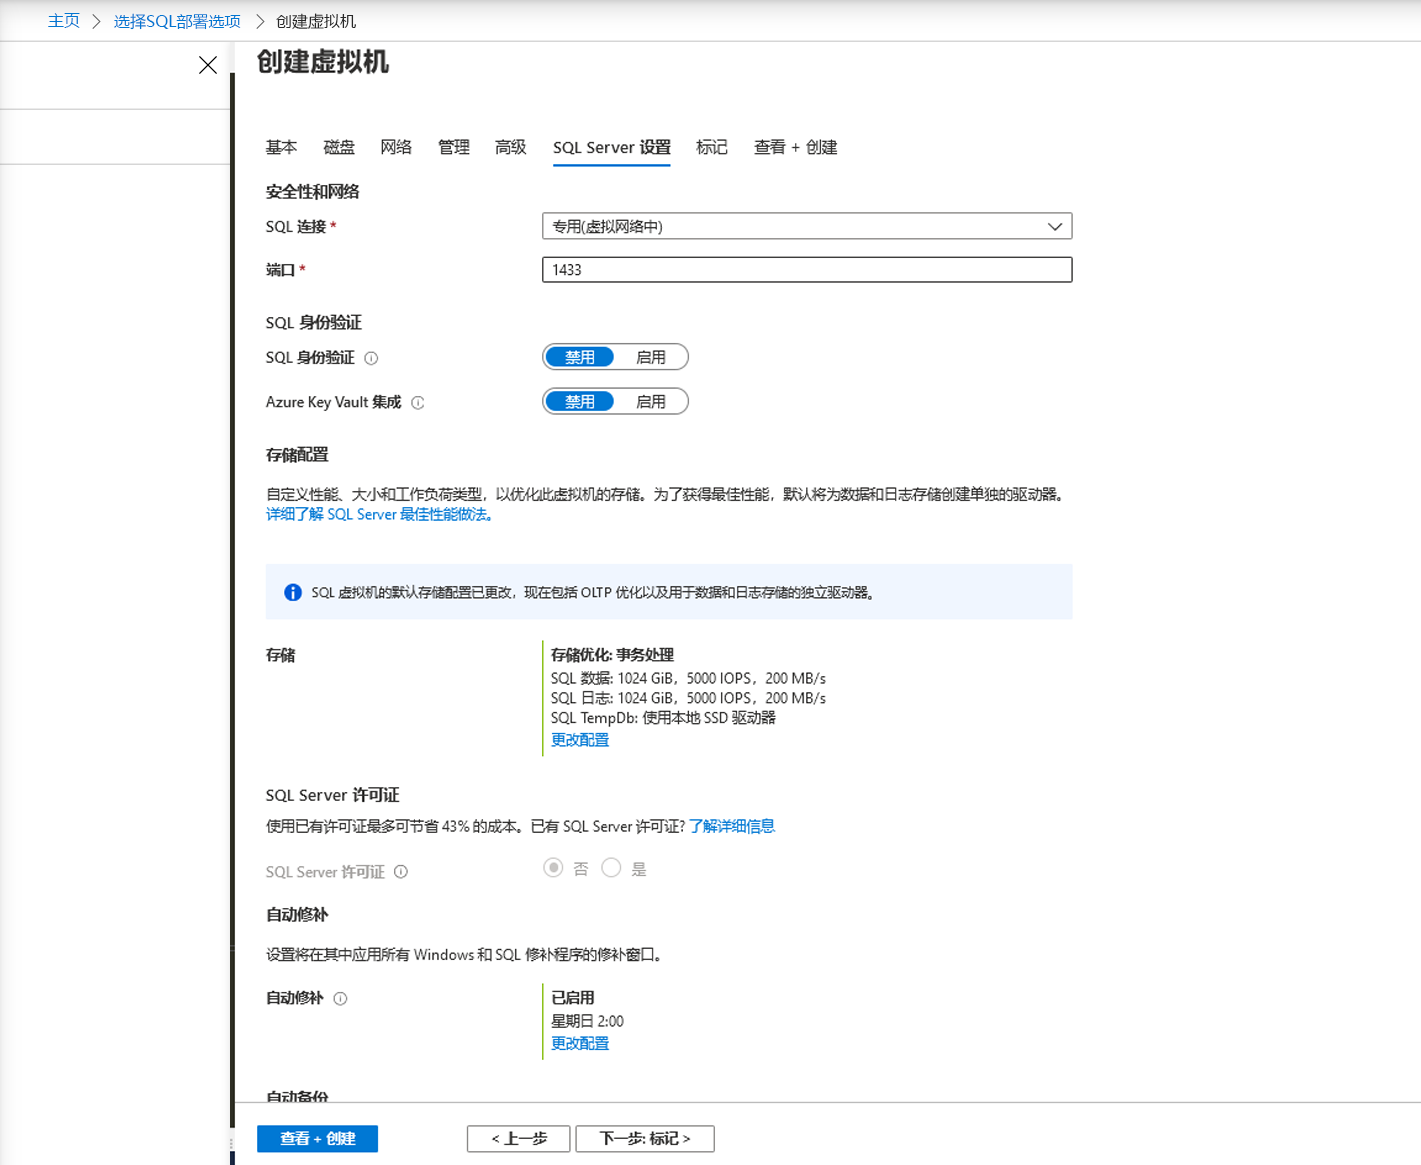 主页 > 选择SQL部署选项 > 创建虚拟机
创建虚拟机
基本 磁盘 网络 管理 高级 SQL Server 设置 标记 查看 + 创建
安全性和网络
SQL 连接 * 专用(虚拟网络中)
端口 * 1433
SQL 身份验证
SQL 身份验证 禁用 启用
Azure Key Vault 集成 禁用 启用
存储配置
自定义性能、大小和工作负荷类型，以优化此虚拟机的存储。为了获得最佳性能，默认将为数据和日志存储创建单独的驱动器。
详细了解 SQL Server 最佳性能做法。
SQL 虚拟机的默认存储配置已更改，现在包括 OLTP 优化以及用于数据和日志存储的独立驱动器。
存储 存储优化: 事务处理
SQL 数据: 1024 GiB，5000 IOPS，200 MB/s
SQL 日志: 1024 GiB，5000 IOPS，200 MB/s
SQL TempDb: 使用本地 SSD 驱动器
更改配置
SQL Server 许可证
使用已有许可证最多可节省 43% 的成本。已有 SQL Server 许可证? 了解详细信息
SQL Server 许可证 否 是
自动修补
设置将在其中应用所有 Windows 和 SQL 修补程序的修补窗口。
自动修补 已启用
星期日 2:00
更改配置
自动备份
查看 + 创建 < 上一步 下一步: 标记 >